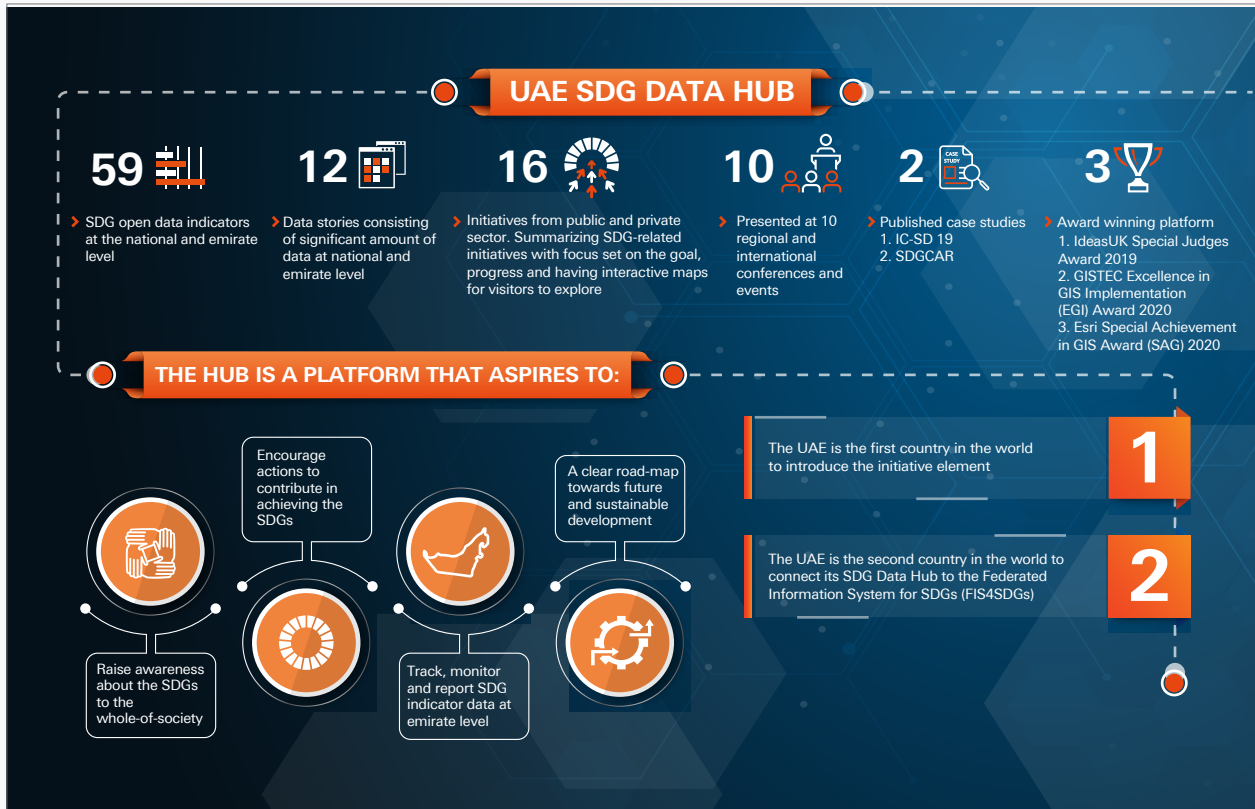 UAE SDG DATA HUB
59
SDG open data indicators
at the national and emirate
level
12
Data stories consisting
of significant amount of
data at national and
emirate level
16
Initiatives from public and private
sector. Summarizing SDG-related
initiatives with focus set on the goal,
progress and having interactive maps
for visitors to explore
10
Presented at 10
regional and
international
conferences and
events
2
CASE
STUDY
Published case studies
1. IC-SD 19
2. SDGCAR
3
Award winning platform
1. IdeasUK Special Judges
Award 2019
2. GISTEC Excellence in
GIS Implementation
(EGI) Award 2020
3. Esri Special Achievement
in GIS Award (SAG) 2020
THE HUB IS A PLATFORM THAT ASPIRES TO:
Raise awareness
about the SDGs
to the
whole-of-society
Encourage
actions to
contribute in
achieving the
SDGs
Track, monitor
and report SDG
indicator data at
emirate level
A clear road-map
towards future
and sustainable
development
The UAE is the first country in the world
to introduce the initiative element
1
The UAE is the second country in the world to
connect its SDG Data Hub to the Federated
Information System for SDGs (FIS4SDGs)
2